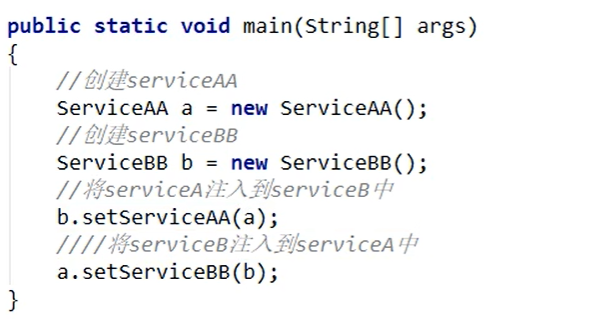 public static void main(String[] args)
{
//创建serviceAA
ServiceAA a = new ServiceAA();
//创建serviceBB
ServiceBB b = new ServiceBB();
//将serviceA注入到serviceB中
b.setServiceAA(a);
////将serviceB注入到serviceA中
a.setServiceBB(b);
}